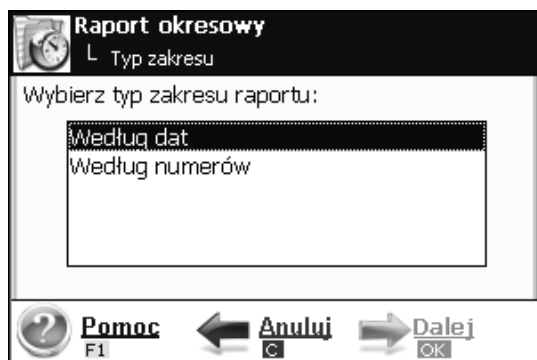 Raport okresowy
└ Typ zakresu
Wybierz typ zakresu raportu:
Według dat
Według numerów
Pomoc Anuluj Dalej
F1 C OK